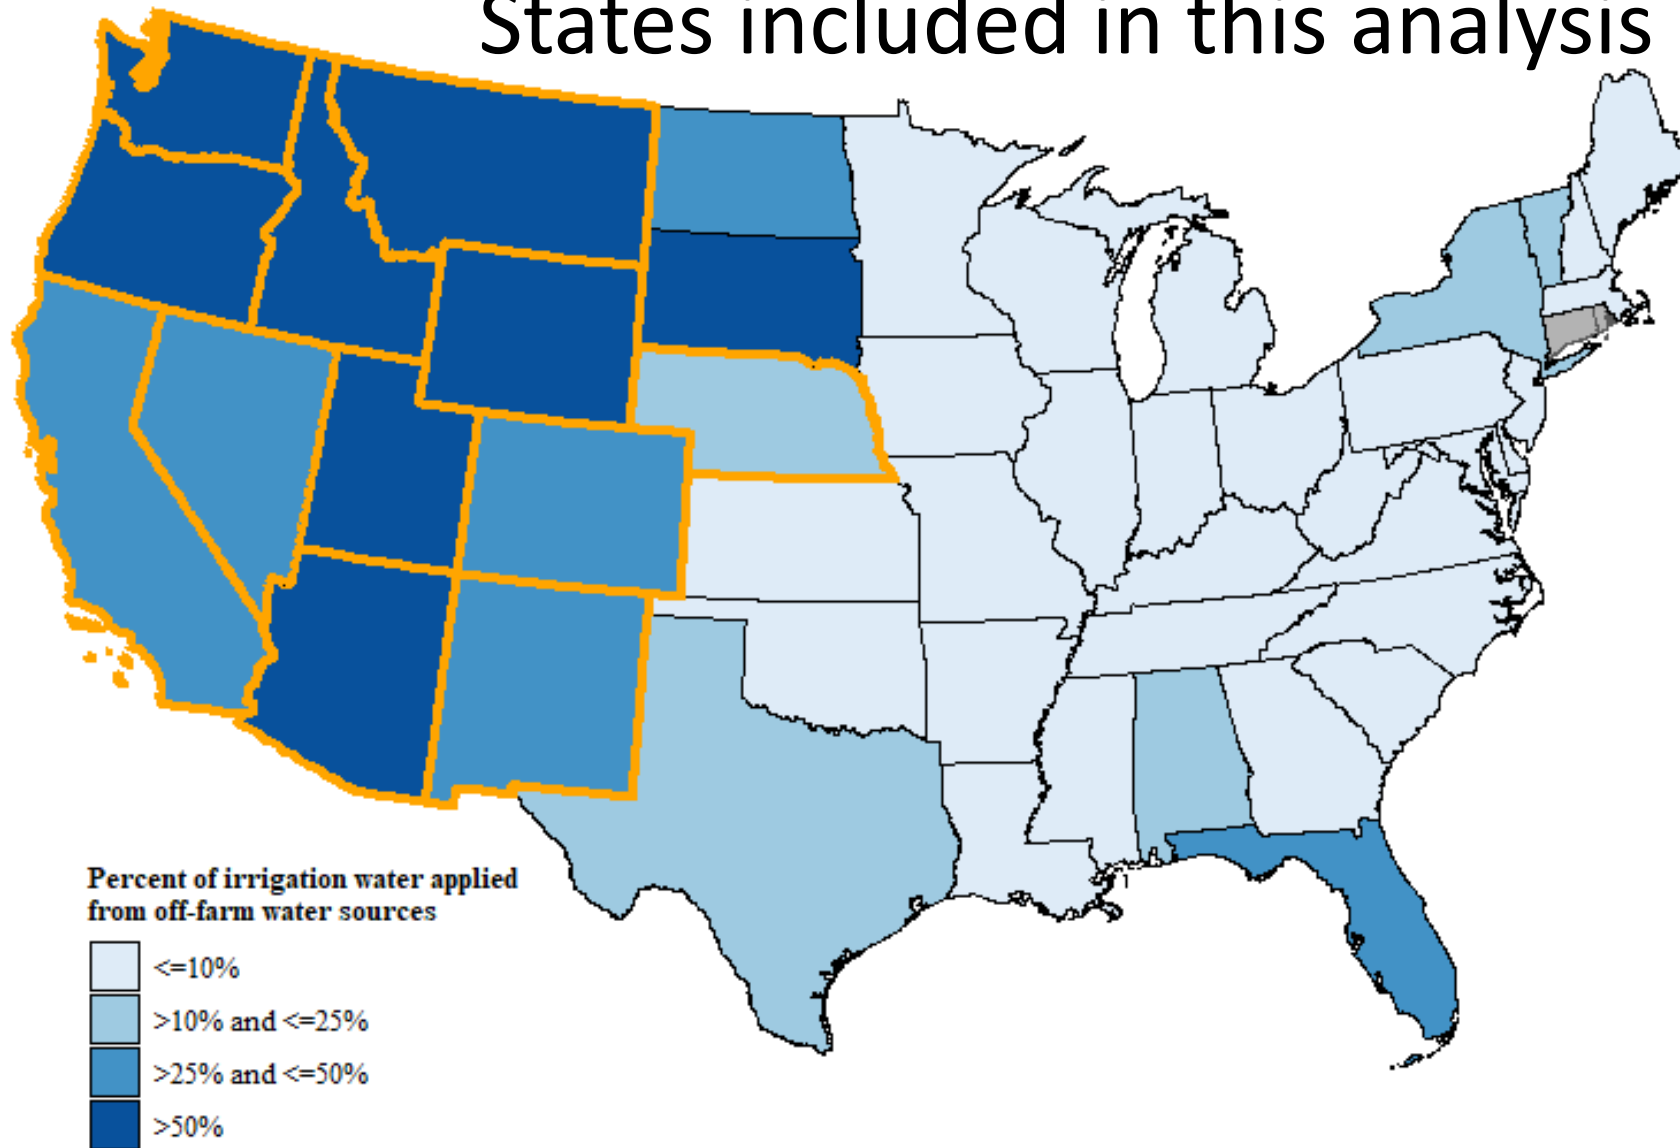 States included in this analysis
Percent of irrigation water applied
from off-farm water sources
<=10%
>10% and <=25%
>25% and <=50%
>50%